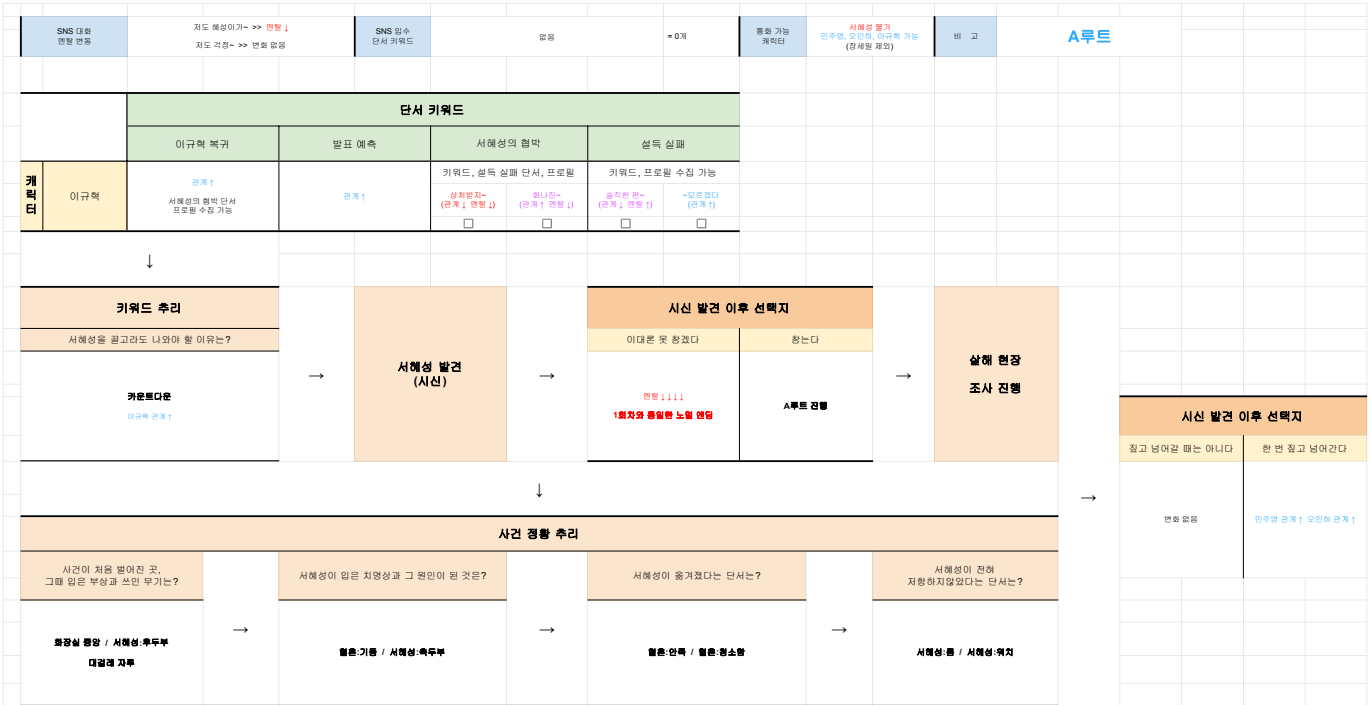 SNS 대화
멘탈 변동
저도 혜성이가~ >> 멘탈 ↓
저도 걱정~ >> 변화 없음
SNS 입수
단서 키워드
없음
= 0개
통화 가능
캐릭터
서혜성 불가
민주영, 오인하, 이규혁 가능
(정세일 제외)
비 고
A루트
단서 키워드
이규혁 복귀
발표 예측
서혜성의 협박
설득 실패
캐릭터
이규혁
관계 ↑
서혜성의 협박 단서
프로필 수집 가능
관계 ↑
키워드, 설득 실패 단서, 프로필
키워드, 프로필 수집 가능
상처받지~
(관계 ↓ 멘탈 ↓)
화나진~
(관계 ↑ 멘탈 ↓)
솔직한 편~
(관계 ↓ 멘탈 ↑)
~모르겠다
(관계 ↑)
☐
☐
☐
☐
↓
키워드 추리
서혜성을 끌고라도 나와야 할 이유는?
카운트다운
이규혁 관계 ↑
→
서혜성 발견
(시신)
→
시신 발견 이후 선택지
이대론 못 참겠다
참는다
멘탈 ↓↓↓↓
1회차와 동일한 노멀 엔딩
A루트 진행
→
살해 현장
조사 진행
→
시신 발견 이후 선택지
짚고 넘어갈 때는 아니다
한 번 짚고 넘어간다
변화 없음
민주영 관계 ↑ 오인하 관계 ↑
↓
사건 정황 추리
사건이 처음 벌어진 곳,
그때 입은 부상과 쓰인 무기는?
서혜성이 입은 치명상과 그 원인이 된 것은?
서혜성이 옮겨졌다는 단서는?
서혜성이 전혀
저항하지않았다는 단서는?
화장실 중앙 / 서혜성:후두부
대걸레 자루
→
혈흔:기둥 / 서혜성:측두부
→
혈흔:안쪽 / 혈흔:청소함
→
서혜성:몸 / 서혜성:위치